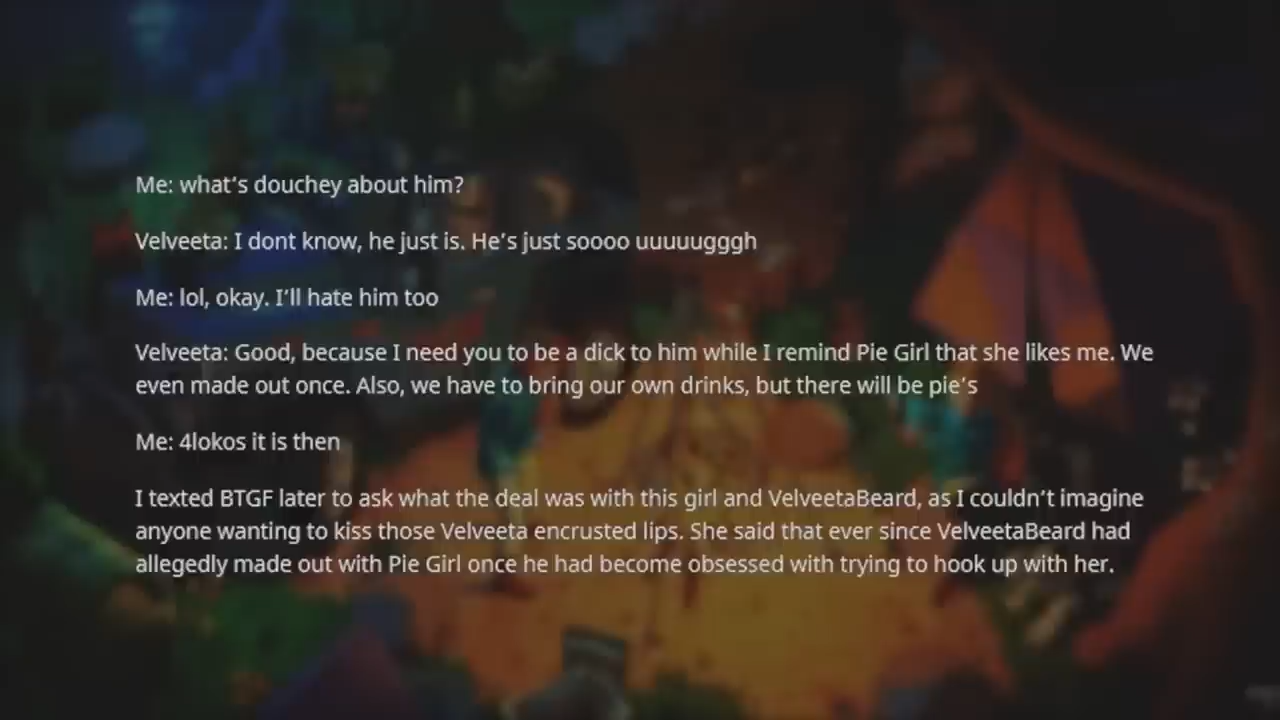 Me: what's douchey about him?
Velveeta: I dont know, he just is. He's just soooo uuuuugggh
Me: lol, okay. I'll hate him too
Velveeta: Good, because I need you to be a dick to him while I remind Pie Girl that she likes me. We
even made out once. Also, we have to bring our own drinks, but there will be pie's
Me: 4lokos it is then
I texted BTGF later to ask what the deal was with this girl and VelveetaBeard, as I couldn't imagine
anyone wanting to kiss those Velveeta encrusted lips. She said that ever since VelveetaBeard had
allegedly made out with Pie Girl once he had become obsessed with trying to hook up with her.